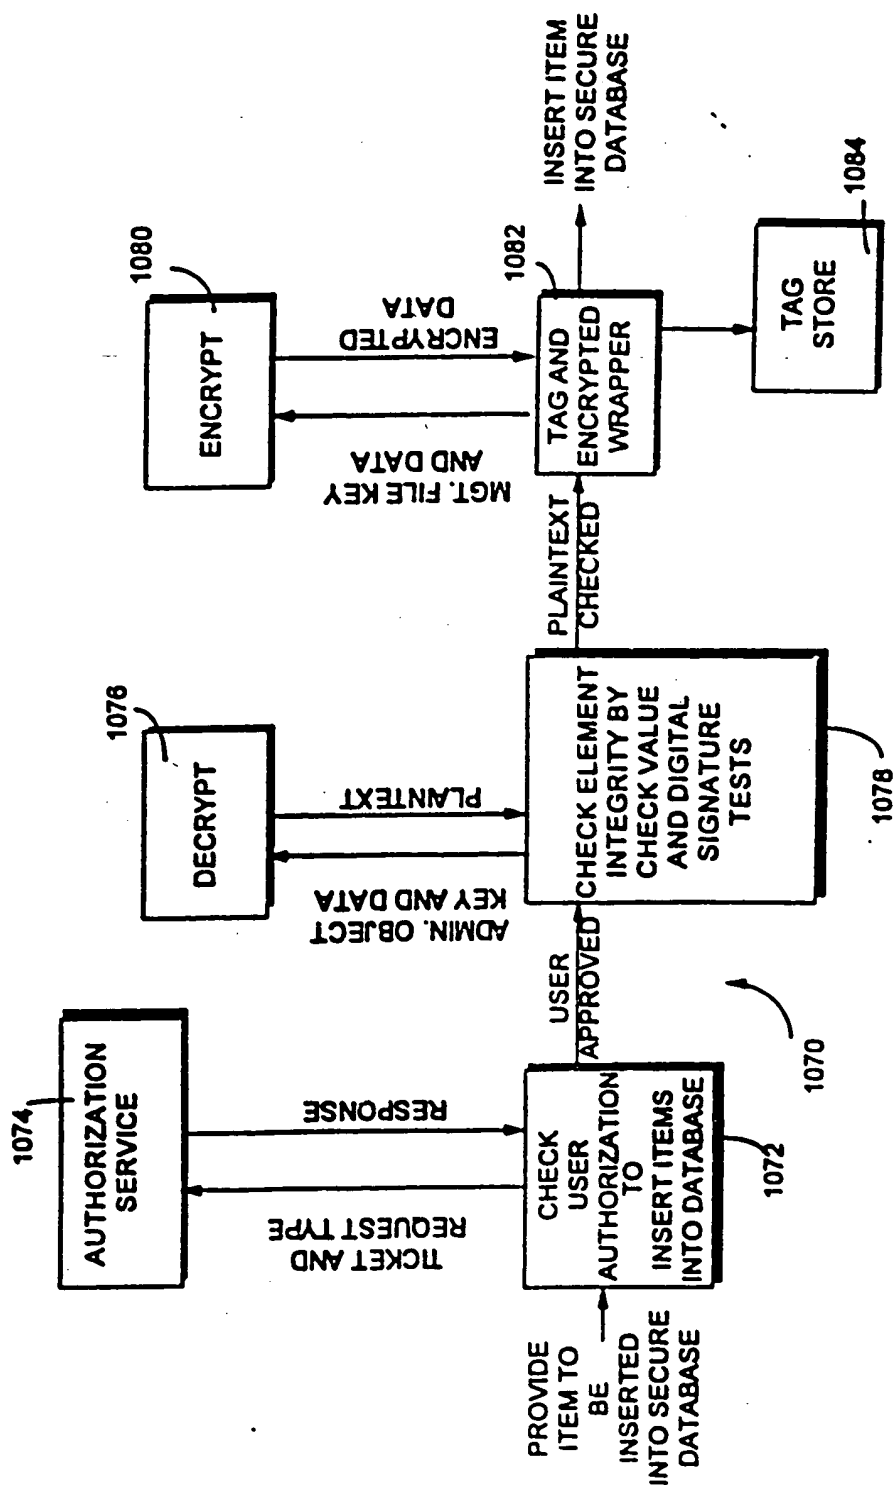 1074
AUTHORIZATION
SERVICE
1076
DECRYPT
1080
ENCRYPT
TICKET AND
REQUEST TYPE
RESPONSE
ADMIN. OBJECT
KEY AND DATA
PLAINTEXT
MGT. FILE KEY
AND DATA
ENCRYPTED
DATA
PROVIDE
ITEM TO
BE
INSERTED
INTO SECURE
DATABASE
CHECK
USER
AUTHORIZATION
TO
INSERT ITEMS
INTO DATABASE
1072
USER
APPROVED
1070
CHECK ELEMENT
INTEGRITY BY
CHECK VALUE
AND DIGITAL
SIGNATURE
TESTS
1078
PLAINTEXT
CHECKED
1082
TAG AND
ENCRYPTED
WRAPPER
INSERT ITEM
INTO SECURE
DATABASE
TAG
STORE
1084